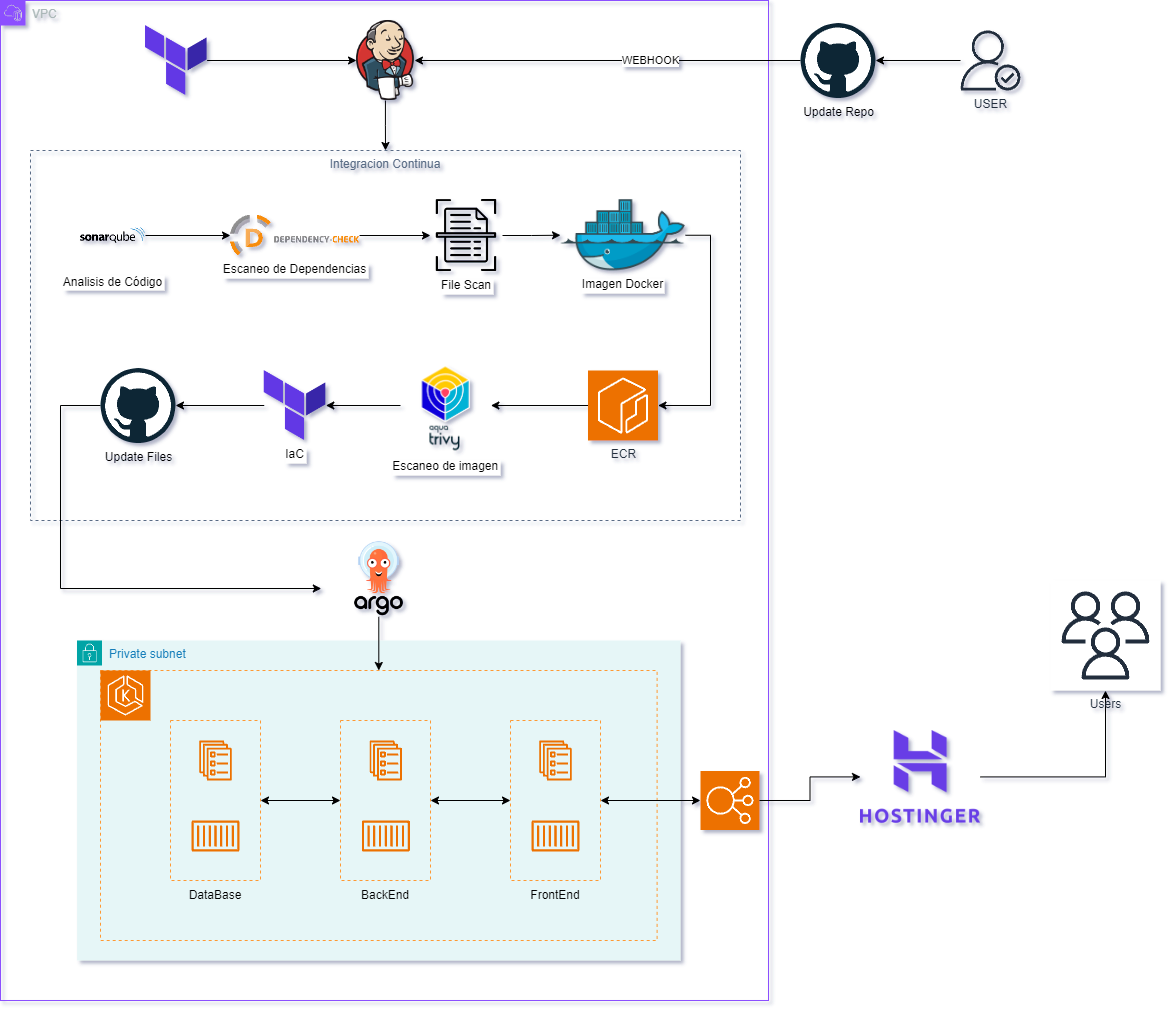 VPC
WEBHOOK
Update Repo
USER
Integracion Continua
sonarqube
DEPENDENCY-CHECK
Analisis de Código
Escaneo de Dependencias
File Scan
Imagen Docker
aqua
trivy
Update Files
IaC
Escaneo de imagen
ECR
argo
Private subnet
K
DataBase
BackEnd
FrontEnd
HOSTINGER
Users